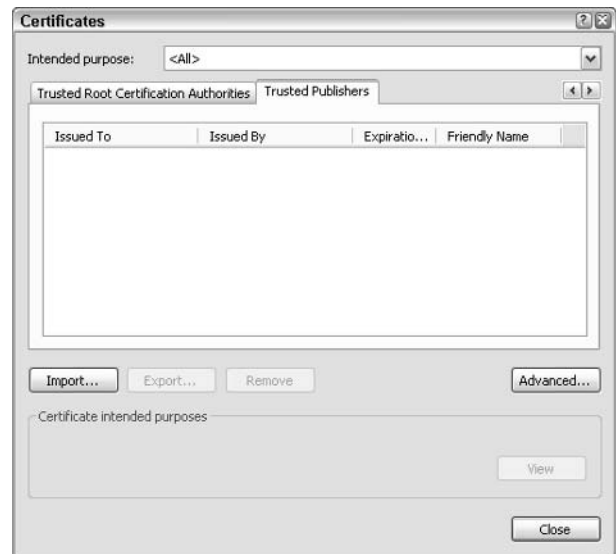 Certificates
Intended purpose: <All>
Trusted Root Certification Authorities Trusted Publishers
Issued To Issued By Expiratio... Friendly Name
Import... Export... Remove Advanced...
Certificate intended purposes
View
Close